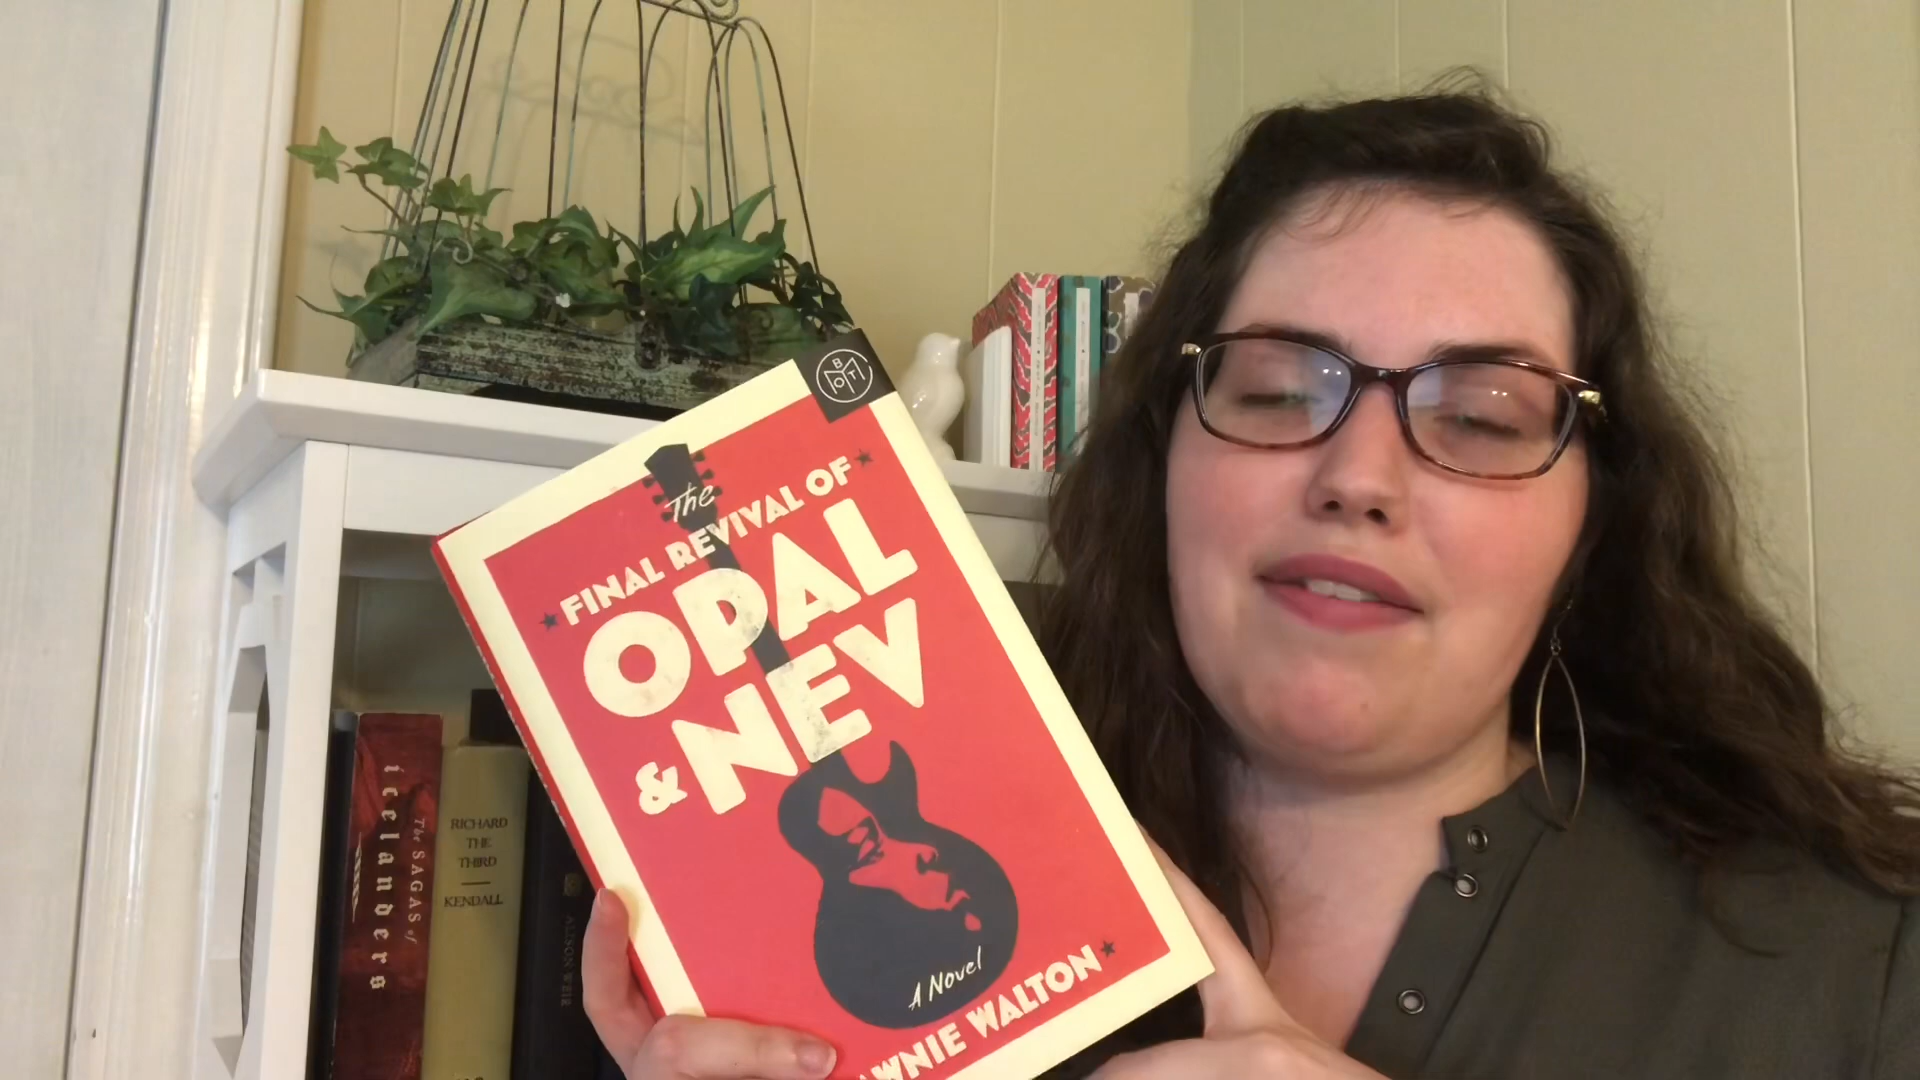 BOTM
The
FINAL REVIVAL OF
OPAL
& NEV
A Novel
WNIE WALTON
The SAGAS of
icelanders
RICHARD
THE
THIRD
KENDALL
ALISON WEIR